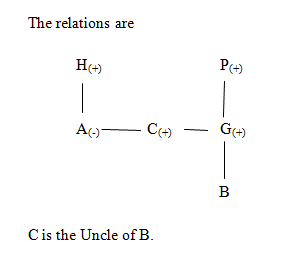 The relations are
H(+) P(+)
A(-) C(+) G(+)
B
C is the Uncle of B.